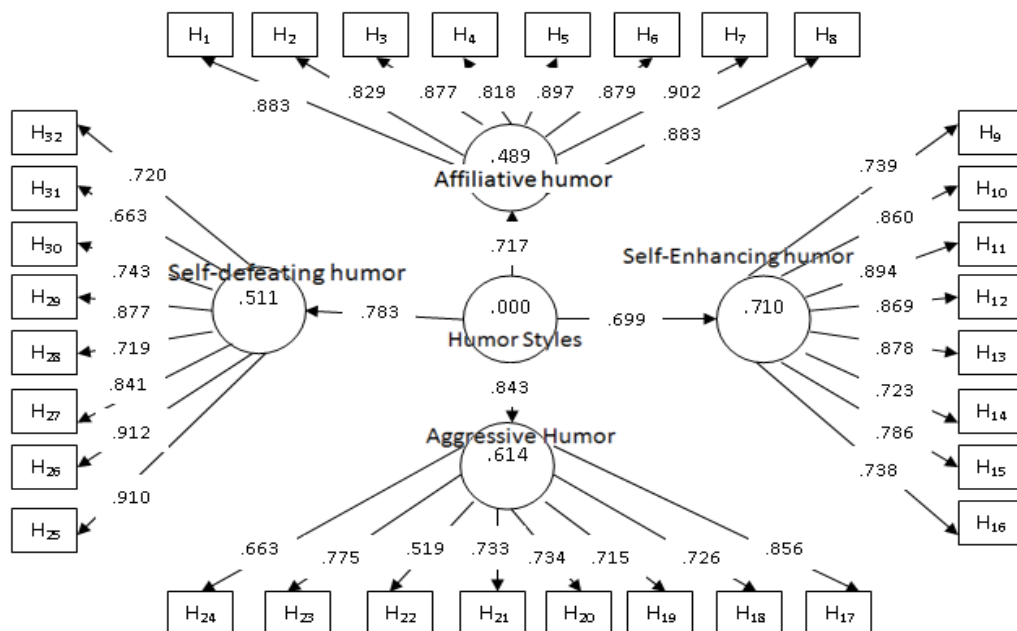 H1 H2 H3 H4 H5 H6 H7 H8
.883 .829 .877 .818 .897 .879 .902 .883
.489
Affiliative humor
H32
H31
H30
H29
H28
H27
H26
H25
.720
.663
.743
.877
.719
.841
.912
.910
Self-defeating humor
.511
.783
.717
.000
Humor Styles
.699
.843
Self-Enhancing humor
.710
.739
.860
.894
.869
.878
.723
.786
.738
H9
H10
H11
H12
H13
H14
H15
H16
Aggressive Humor
.614
.663 .775 .519 .733 .734 .715 .726 .856
H24 H23 H22 H21 H20 H19 H18 H17